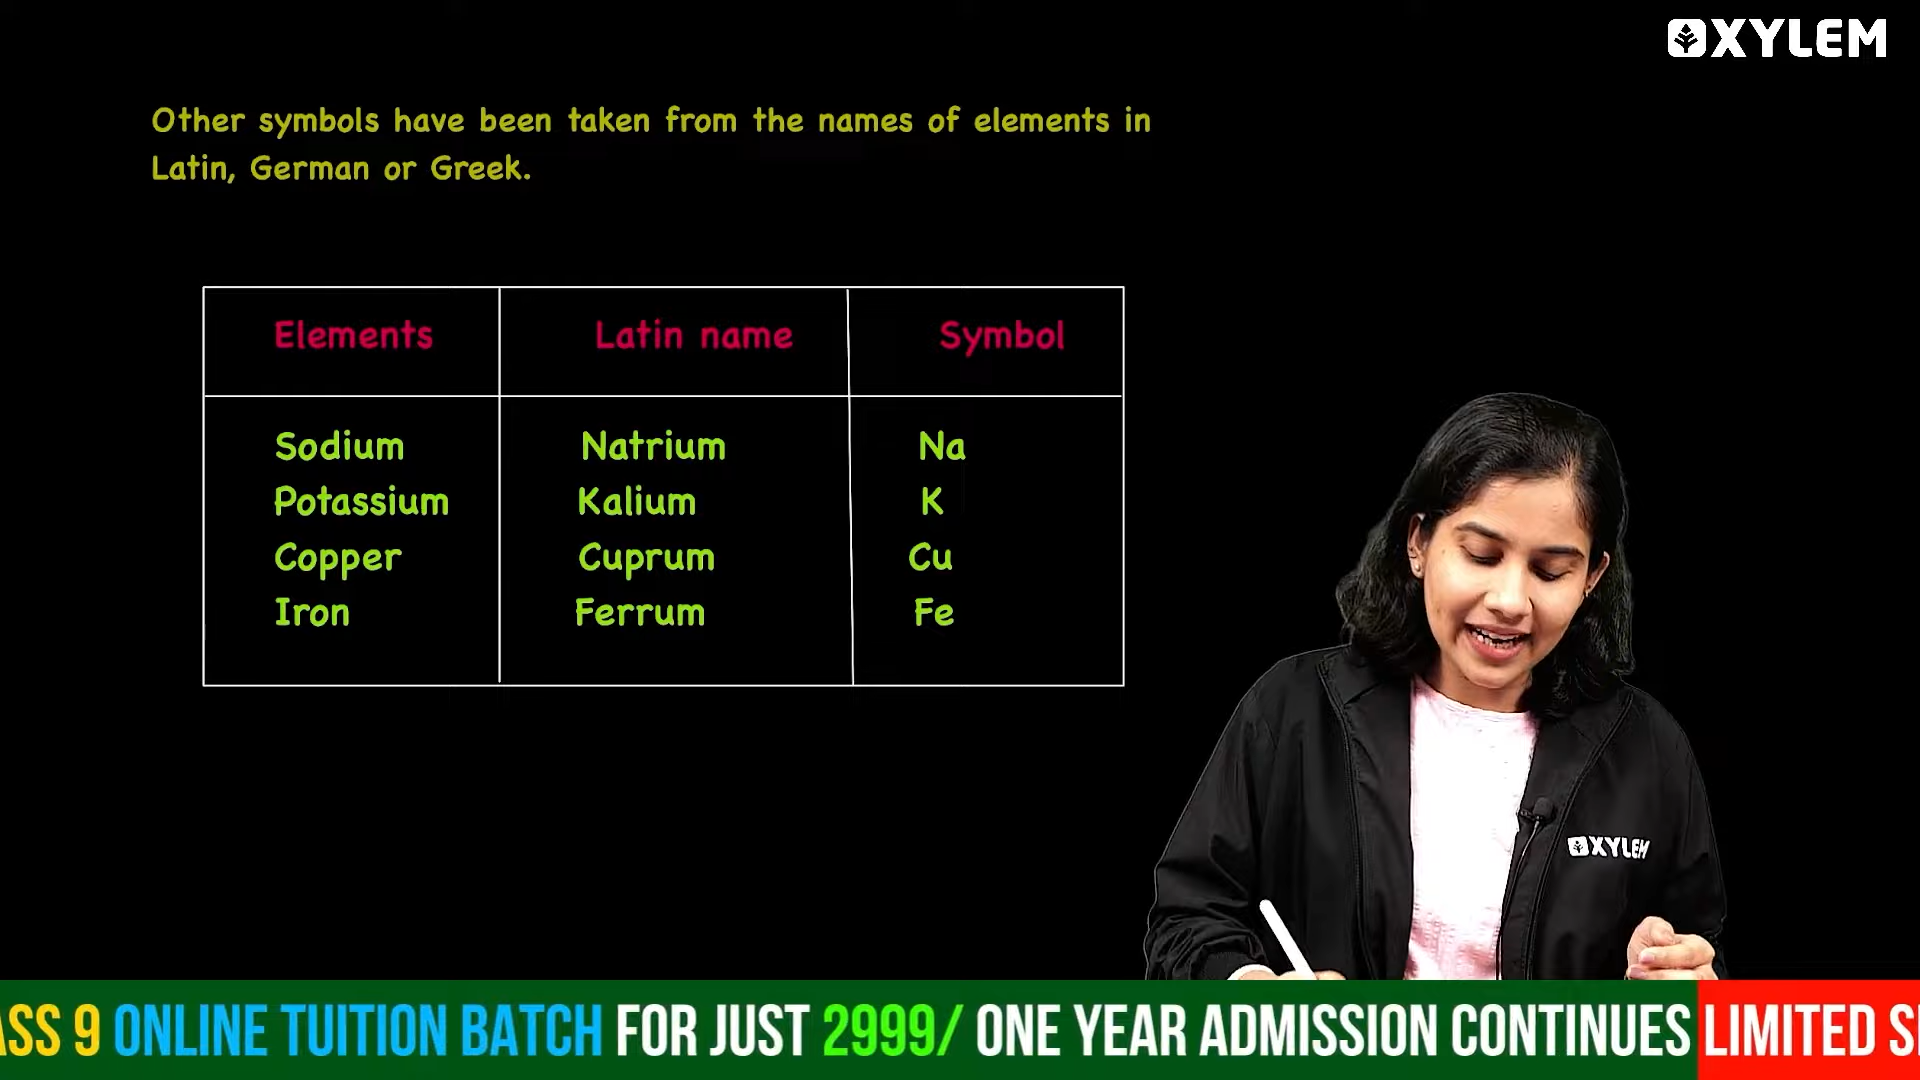 XYLEM
Other symbols have been taken from the names of elements in
Latin, German or Greek.
Elements Latin name Symbol
Sodium Natrium Na
Potassium Kalium K
Copper Cuprum Cu
Iron Ferrum Fe
XYLEM
ASS 9 ONLINE TUITION BATCH FOR JUST 2999/ ONE YEAR ADMISSION CONTINUES LIMITED